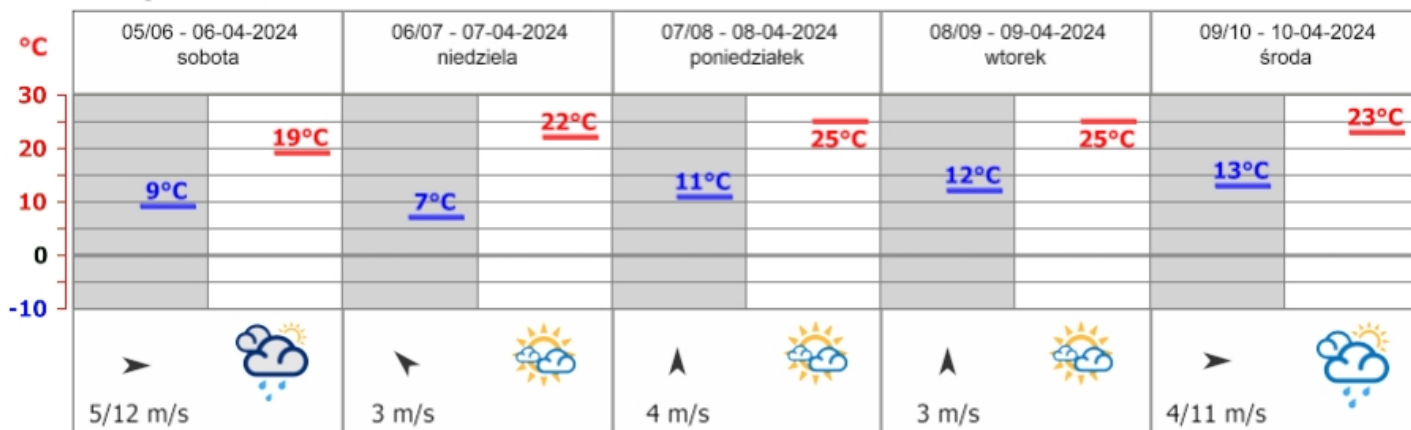 °C
05/06 - 06-04-2024
sobota
06/07 - 07-04-2024
niedziela
07/08 - 08-04-2024
poniedziałek
08/09 - 09-04-2024
wtorek
09/10 - 10-04-2024
środa
30
20
10
0
-10
9°C
19°C
7°C
22°C
11°C
25°C
12°C
25°C
13°C
23°C
5/12 m/s
3 m/s
4 m/s
3 m/s
4/11 m/s